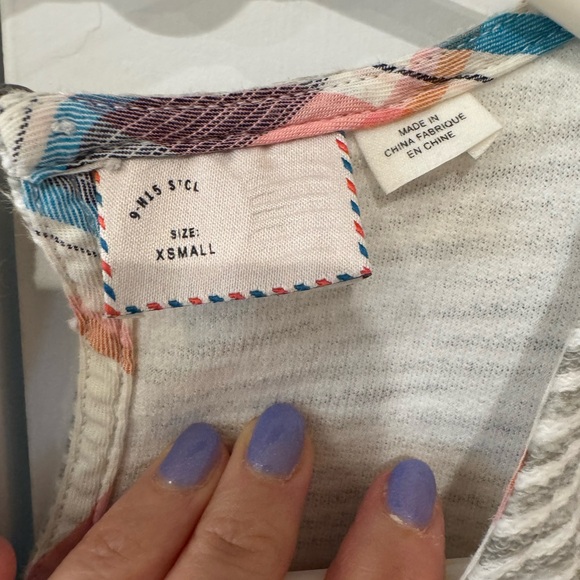 9-H15 STCL
SIZE:
XSMALL
MADE IN
CHINA FABRIQUE
EN CHINE